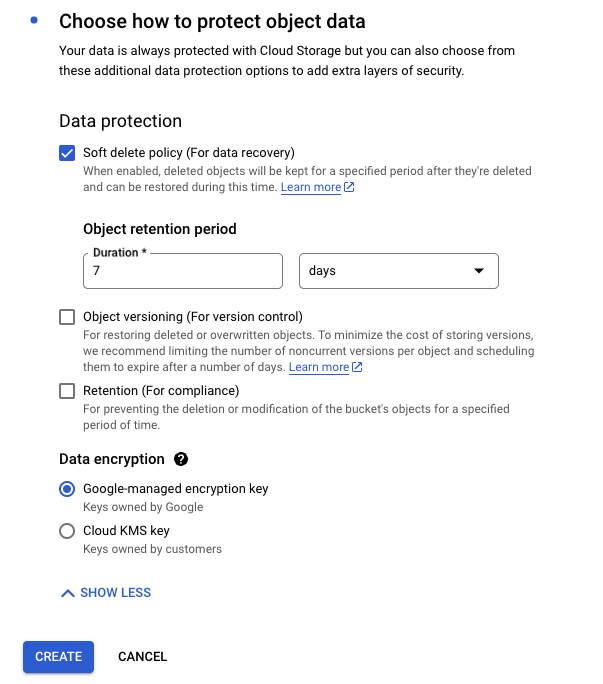 Choose how to protect object data
Your data is always protected with Cloud Storage but you can also choose from
these additional data protection options to add extra layers of security.
Data protection
Soft delete policy (For data recovery)
When enabled, deleted objects will be kept for a specified period after they're deleted
and can be restored during this time. Learn more
Object retention period
Duration *
7
days
Object versioning (For version control)
For restoring deleted or overwritten objects. To minimize the cost of storing versions,
we recommend limiting the number of noncurrent versions per object and scheduling
them to expire after a number of days. Learn more
Retention (For compliance)
For preventing the deletion or modification of the bucket's objects for a specified
period of time.
Data encryption ?
Google-managed encryption key
Keys owned by Google
Cloud KMS key
Keys owned by customers
SHOW LESS
CREATE
CANCEL